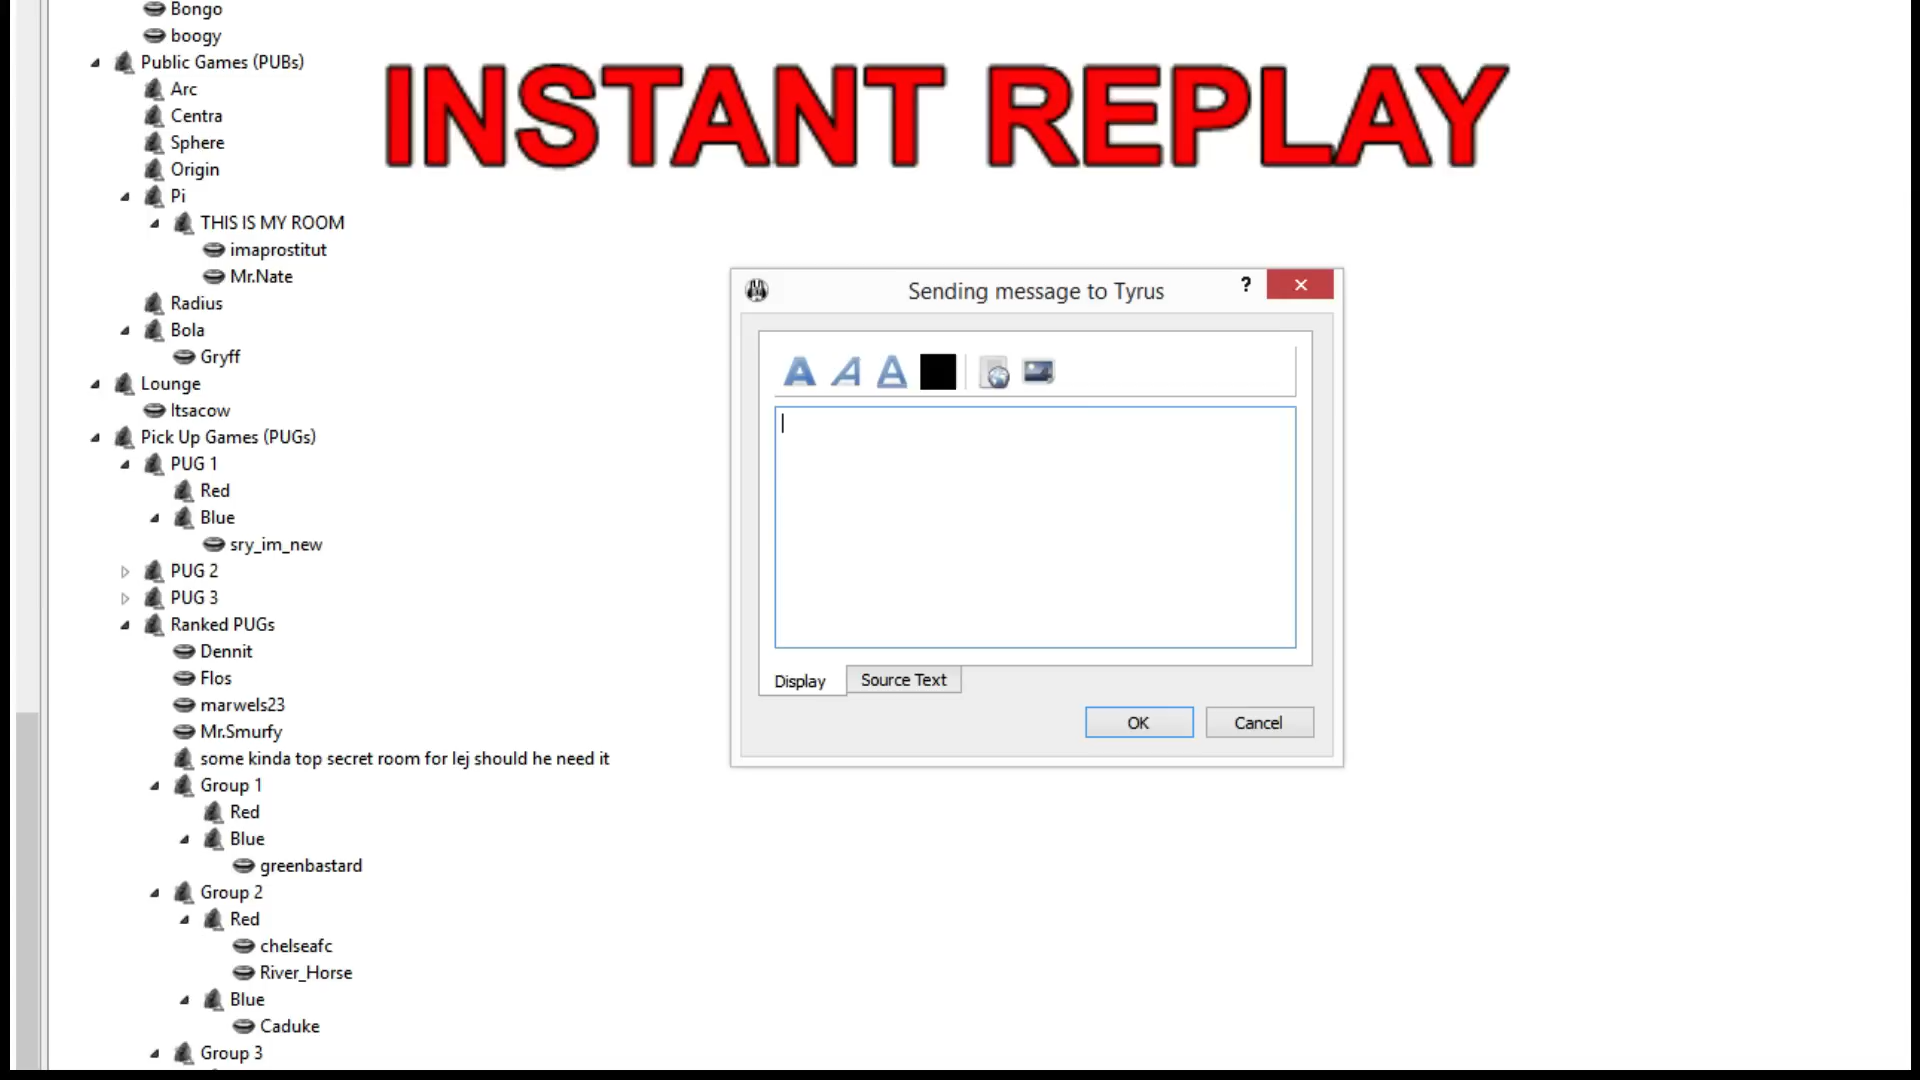 Bongo
boogy
Public Games (PUBs)
INSTANT REPLAY
Arc
Centra
Sphere
Origin
Pi
THIS IS MY ROOM
imaprostitut
Mr.Nate
Radius
Bola
Gryff
Lounge
Itsacow
Pick Up Games (PUGs)
PUG 1
Red
Blue
sry_im_new
PUG 2
PUG 3
Ranked PUGs
Dennit
Flos
marwels23
Mr.Smurfy
some kinda top secret room for lej should he need it
Group 1
Red
Blue
greenbastard
Group 2
Red
chelseafc
River_Horse
Blue
Caduke
Group 3
Sending message to Tyrus
?
A A A
Display
Source Text
OK
Cancel